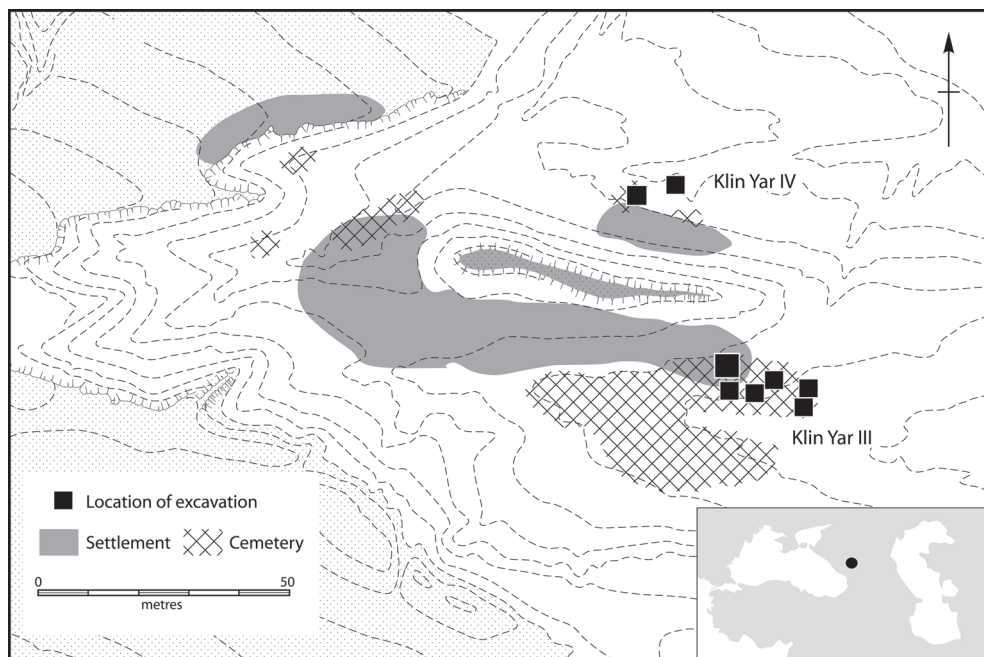 Klin Yar IV
Klin Yar III
Location of excavation
Settlement
Cemetery
0
50
metres